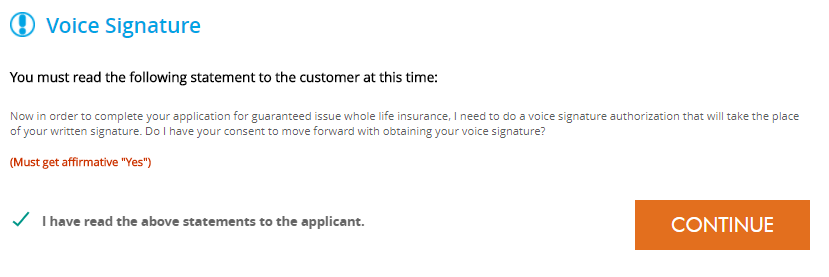 Voice Signature
You must read the following statement to the customer at this time:
Now in order to complete your application for guaranteed issue whole life insurance, I need to do a voice signature authorization that will take the place
of your written signature. Do I have your consent to move forward with obtaining your voice signature?
(Must get affirmative "Yes")
I have read the above statements to the applicant.
CONTINUE